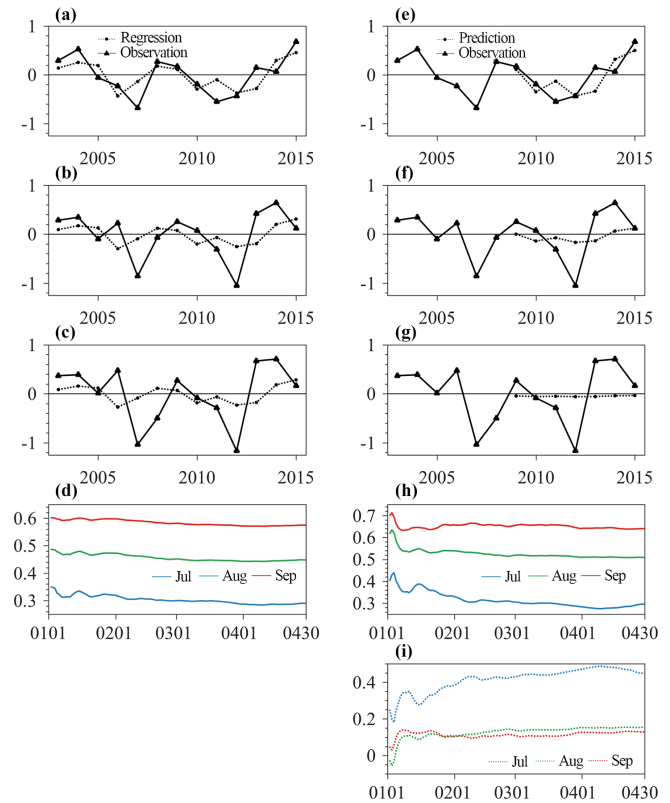 (a)
Regression
Observation
1
0
-1
2005 2010 2015
(b)
1
0
-1
2005 2010 2015
(c)
1
0
-1
2005 2010 2015
(d)
0.6
0.5
0.4
0.3
Jul Aug Sep
0101 0201 0301 0401 0430
(e)
Prediction
Observation
1
0
-1
2005 2010 2015
(f)
1
0
-1
2005 2010 2015
(g)
1
0
-1
2005 2010 2015
(h)
0.7
0.6
0.5
0.4
0.3
Jul Aug Sep
0101 0201 0301 0401 0430
(i)
0.4
0.2
0
Jul Aug Sep
0101 0201 0301 0401 0430